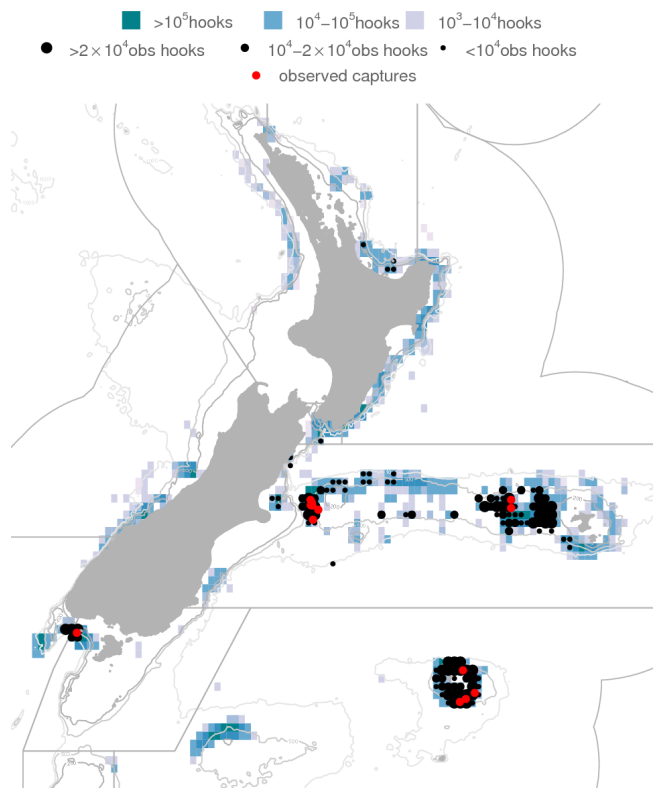 >10⁵hooks 10⁴−10⁵hooks 10³−10⁴hooks
>2×10⁴obs hooks 10⁴−2×10⁴obs hooks <10⁴obs hooks
observed captures